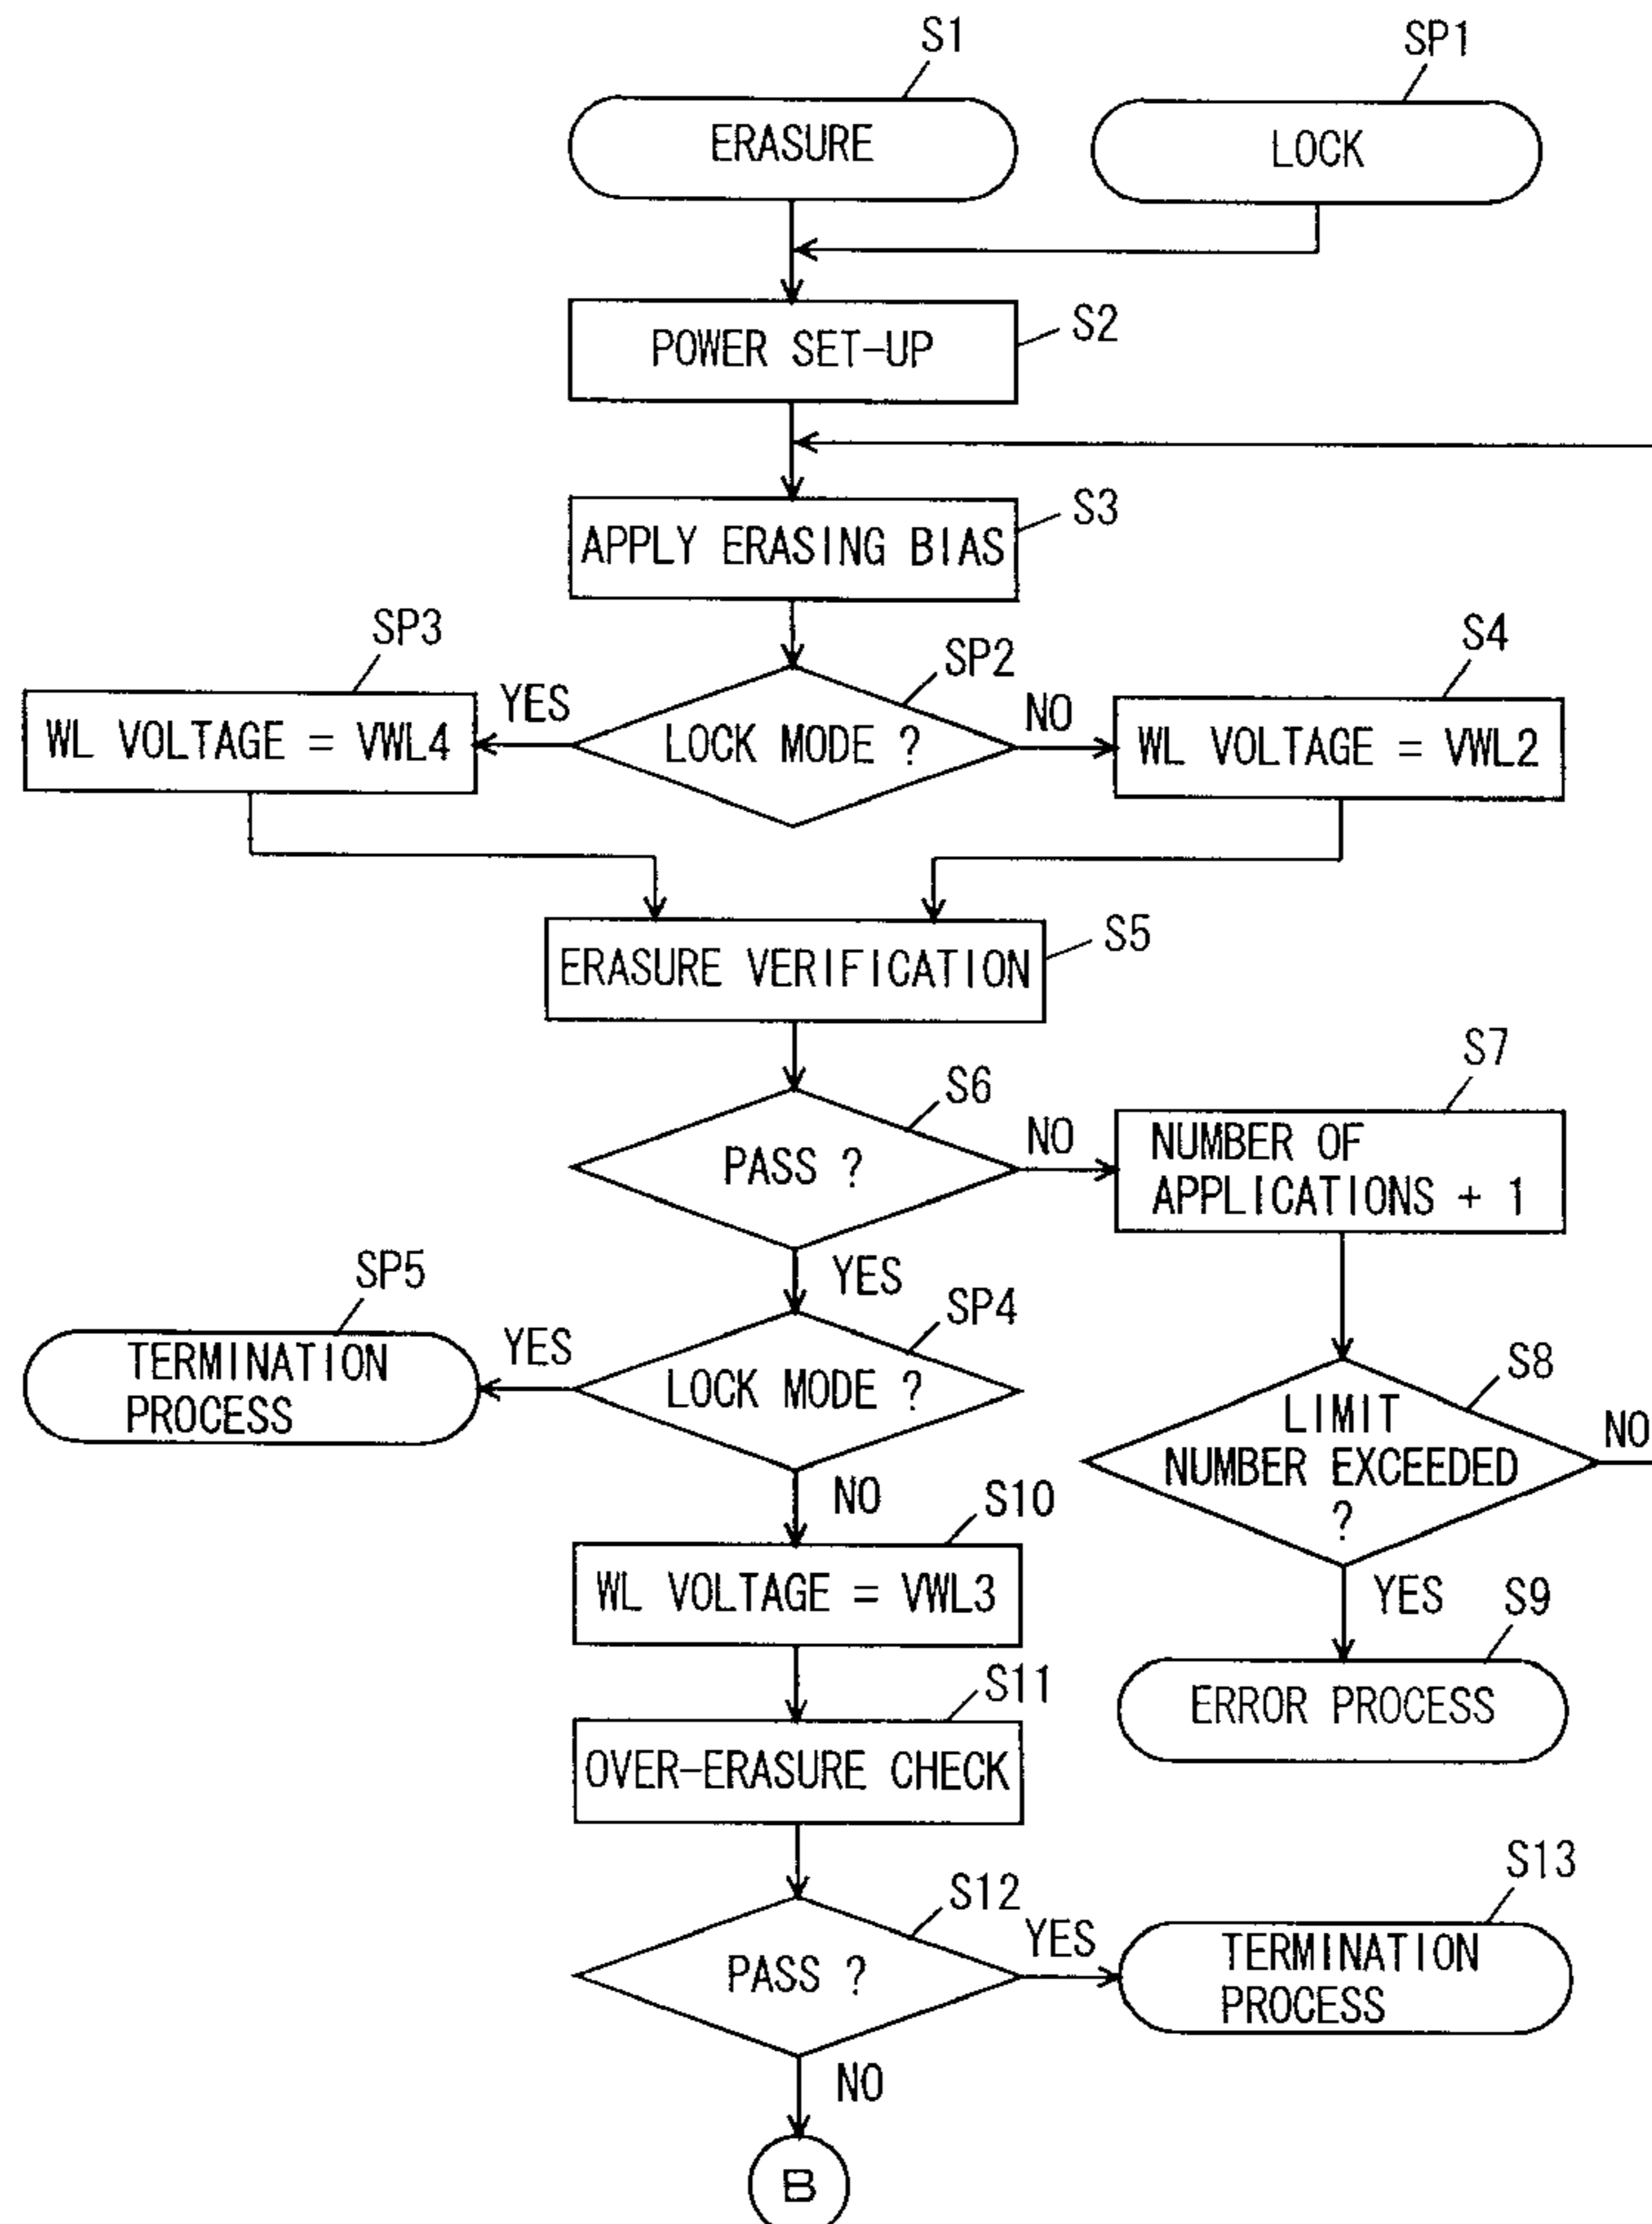 S1
SP1
ERASURE
LOCK
S2
POWER SET-UP
S3
APPLY ERASING BIAS
SP3
SP2
S4
YES
NO
WL VOLTAGE = VWL4
LOCK MODE ?
WL VOLTAGE = VWL2
S5
ERASURE VERIFICATION
S7
S6
NO
NUMBER OF
APPLICATIONS + 1
PASS ?
YES
SP5
SP4
S8
YES
TERMINATION
PROCESS
LOCK MODE ?
LIMIT
NUMBER EXCEEDED
?
NO
NO
S10
WL VOLTAGE = VWL3
YES
S9
S11
ERROR PROCESS
OVER-ERASURE CHECK
S13
S12
YES
PASS ?
TERMINATION
PROCESS
NO
B